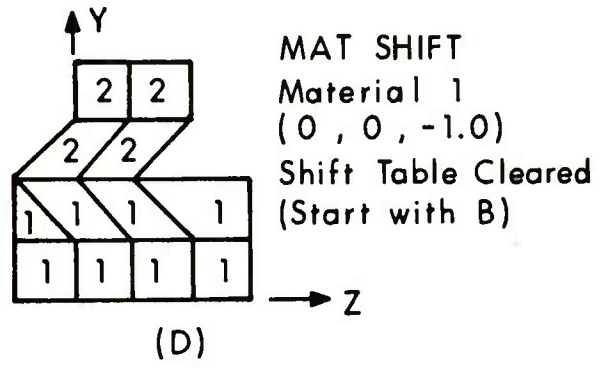 Y
MAT SHIFT
Material 1
(0 , 0 , -1.0)
Shift Table Cleared
(Start with B)
2 2
2 2
1 1 1 1
1 1 1 1
Z
(D)